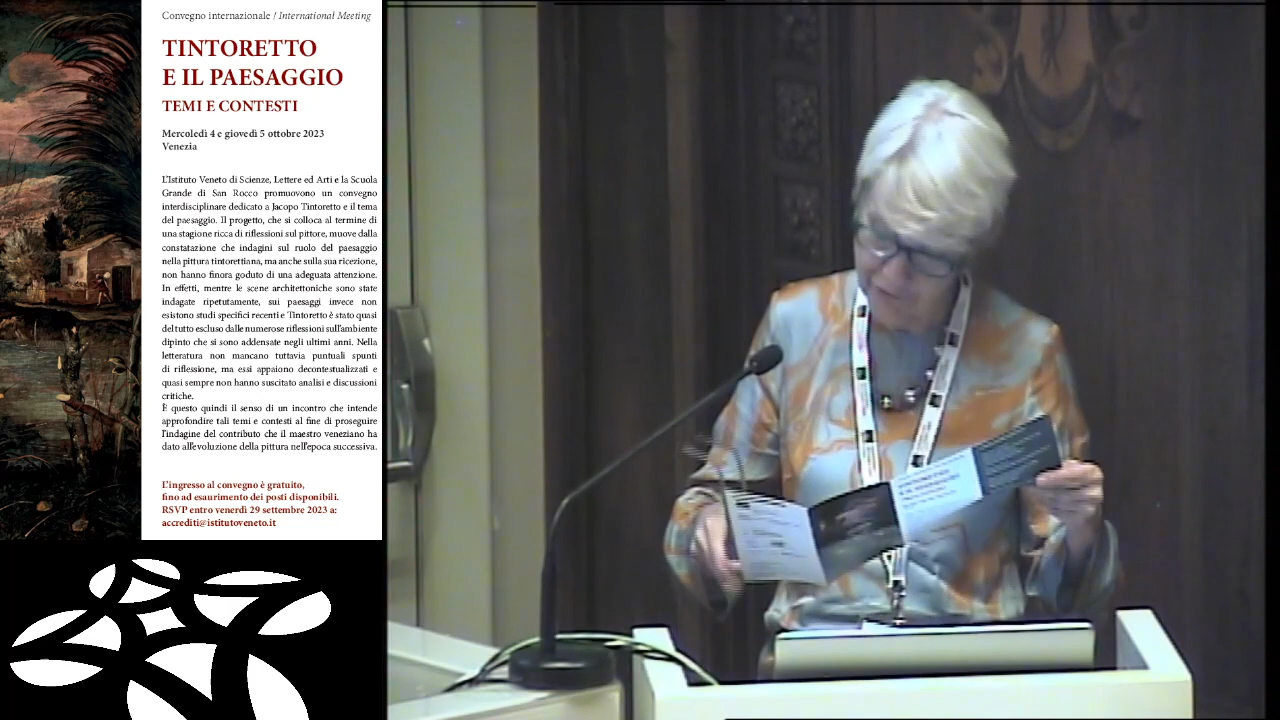 Convegno internazionale / International Meeting
TINTORETTO
E IL PAESAGGIO
TEMI E CONTESTI
Mercoledì 4 e giovedì 5 ottobre 2023
Venezia
L'Istituto Veneto di Scienze, Lettere ed Arti e la Scuola
Grande di San Rocco promuovono un convegno
interdisciplinare dedicato a Jacopo Tintoretto e il tema
del paesaggio. Il progetto, che si colloca al termine di
una stagione ricca di riflessioni sul pittore, muove dalla
constatazione che indagini sul ruolo del paesaggio
nella pittura tintorettiana, ma anche sulla sua ricezione,
non hanno finora goduto di una adeguata attenzione.
In effetti, mentre le scene architettoniche sono state
indagate ripetutamente, sui paesaggi invece non
esistono studi specifici recenti e Tintoretto è stato quasi
del tutto escluso dalle numerose riflessioni sull'ambiente
dipinto che si sono addensate negli ultimi anni. Nella
letteratura non mancano tuttavia puntuali spunti
di riflessione, ma essi appaiono decontestualizzati e
quasi sempre non hanno suscitato analisi e discussioni
critiche.
È questo quindi il senso di un incontro che intende
approfondire tali temi e contesti al fine di proseguire
l'indagine del contributo che il maestro veneziano ha
dato all'evoluzione della pittura nell'epoca successiva.
L'ingresso al convegno è gratuito,
fino ad esaurimento dei posti disponibili.
RSVP entro venerdì 29 settembre 2023 a:
accrediti@istitutoveneto.it
TINTORETTO
E IL PAESAGGIO